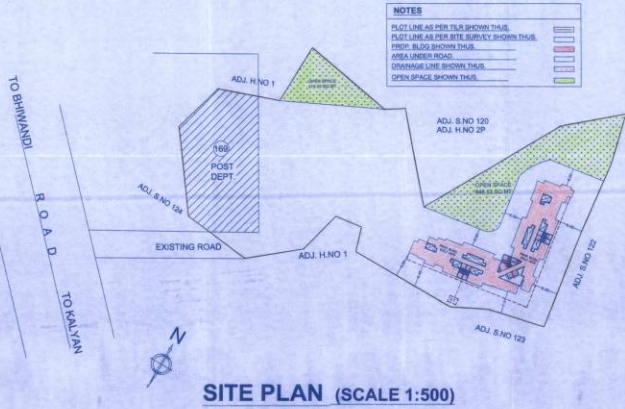 NOTES
PLOT LINE AS PER TILR SHOWN THUS.
PLOT LINE AS PER SITE SURVEY SHOWN THUS.
PROP. BLDG SHOWN THUS.
AREA UNDER ROAD.
DRAINAGE LINE SHOWN THUS.
OPEN SPACE SHOWN THUS.
ADJ. H.NO 1
OPEN SPACE
ADJ. S.NO 120
ADJ. H.NO 2P
TO BHIWANDI
ROAD
TO KALYAN
169
POST
DEPT.
ADJ. S.NO 124
EXISTING ROAD
ADJ. H.NO 1
OPEN SPACE
ADJ. S.NO 122
ADJ. S.NO 123
N
SITE PLAN (SCALE 1:500)